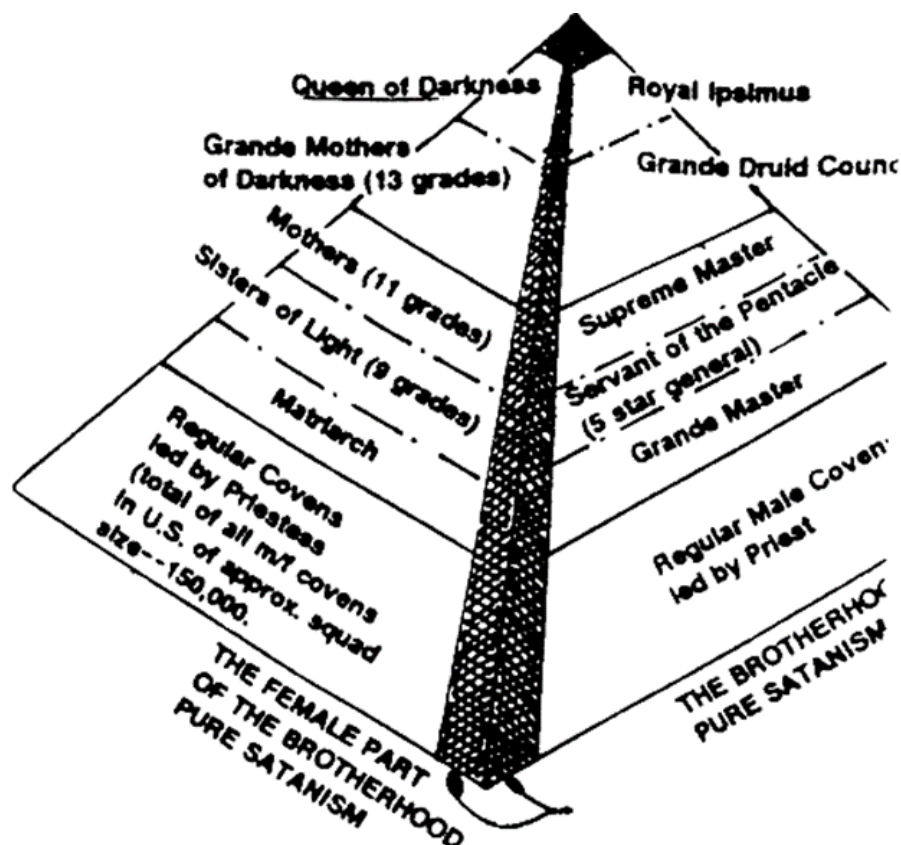 Queen of Darkness
Royal Ipsimus
Grande Mothers
of Darkness (13 grades)
Grande Druid Counc
Mothers (11 grades)
Supreme Master
Sisters of Light (9 grades)
Servant of the Pentacle
(5 star general)
Matriarch
Grande Master
Regular Covens
led by Priestess
(total of all m/f covens
in U.S. of approx. squad
size--150,000.
Regular Male Coven
led by Priest
THE FEMALE PART
OF THE BROTHERHOOD
PURE SATANISM
THE BROTHERHOO
PURE SATANISM